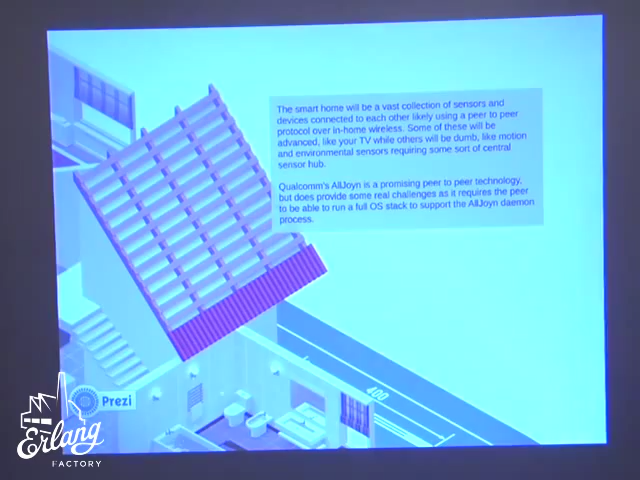 The smart home will be a vast collection of sensors and
devices connected to each other likely using a peer to peer
protocol over in-home wireless. Some of these will be
advanced, like your TV while others will be dumb, like motion
and environmental sensors requiring some sort of central
sensor hub.
Qualcomm's AllJoyn is a promising peer to peer technology,
but does provide some real challenges as it requires the peer
to be able to run a full OS stack to support the AllJoyn daemon
process.
400
Prezi
Erlang
FACTORY